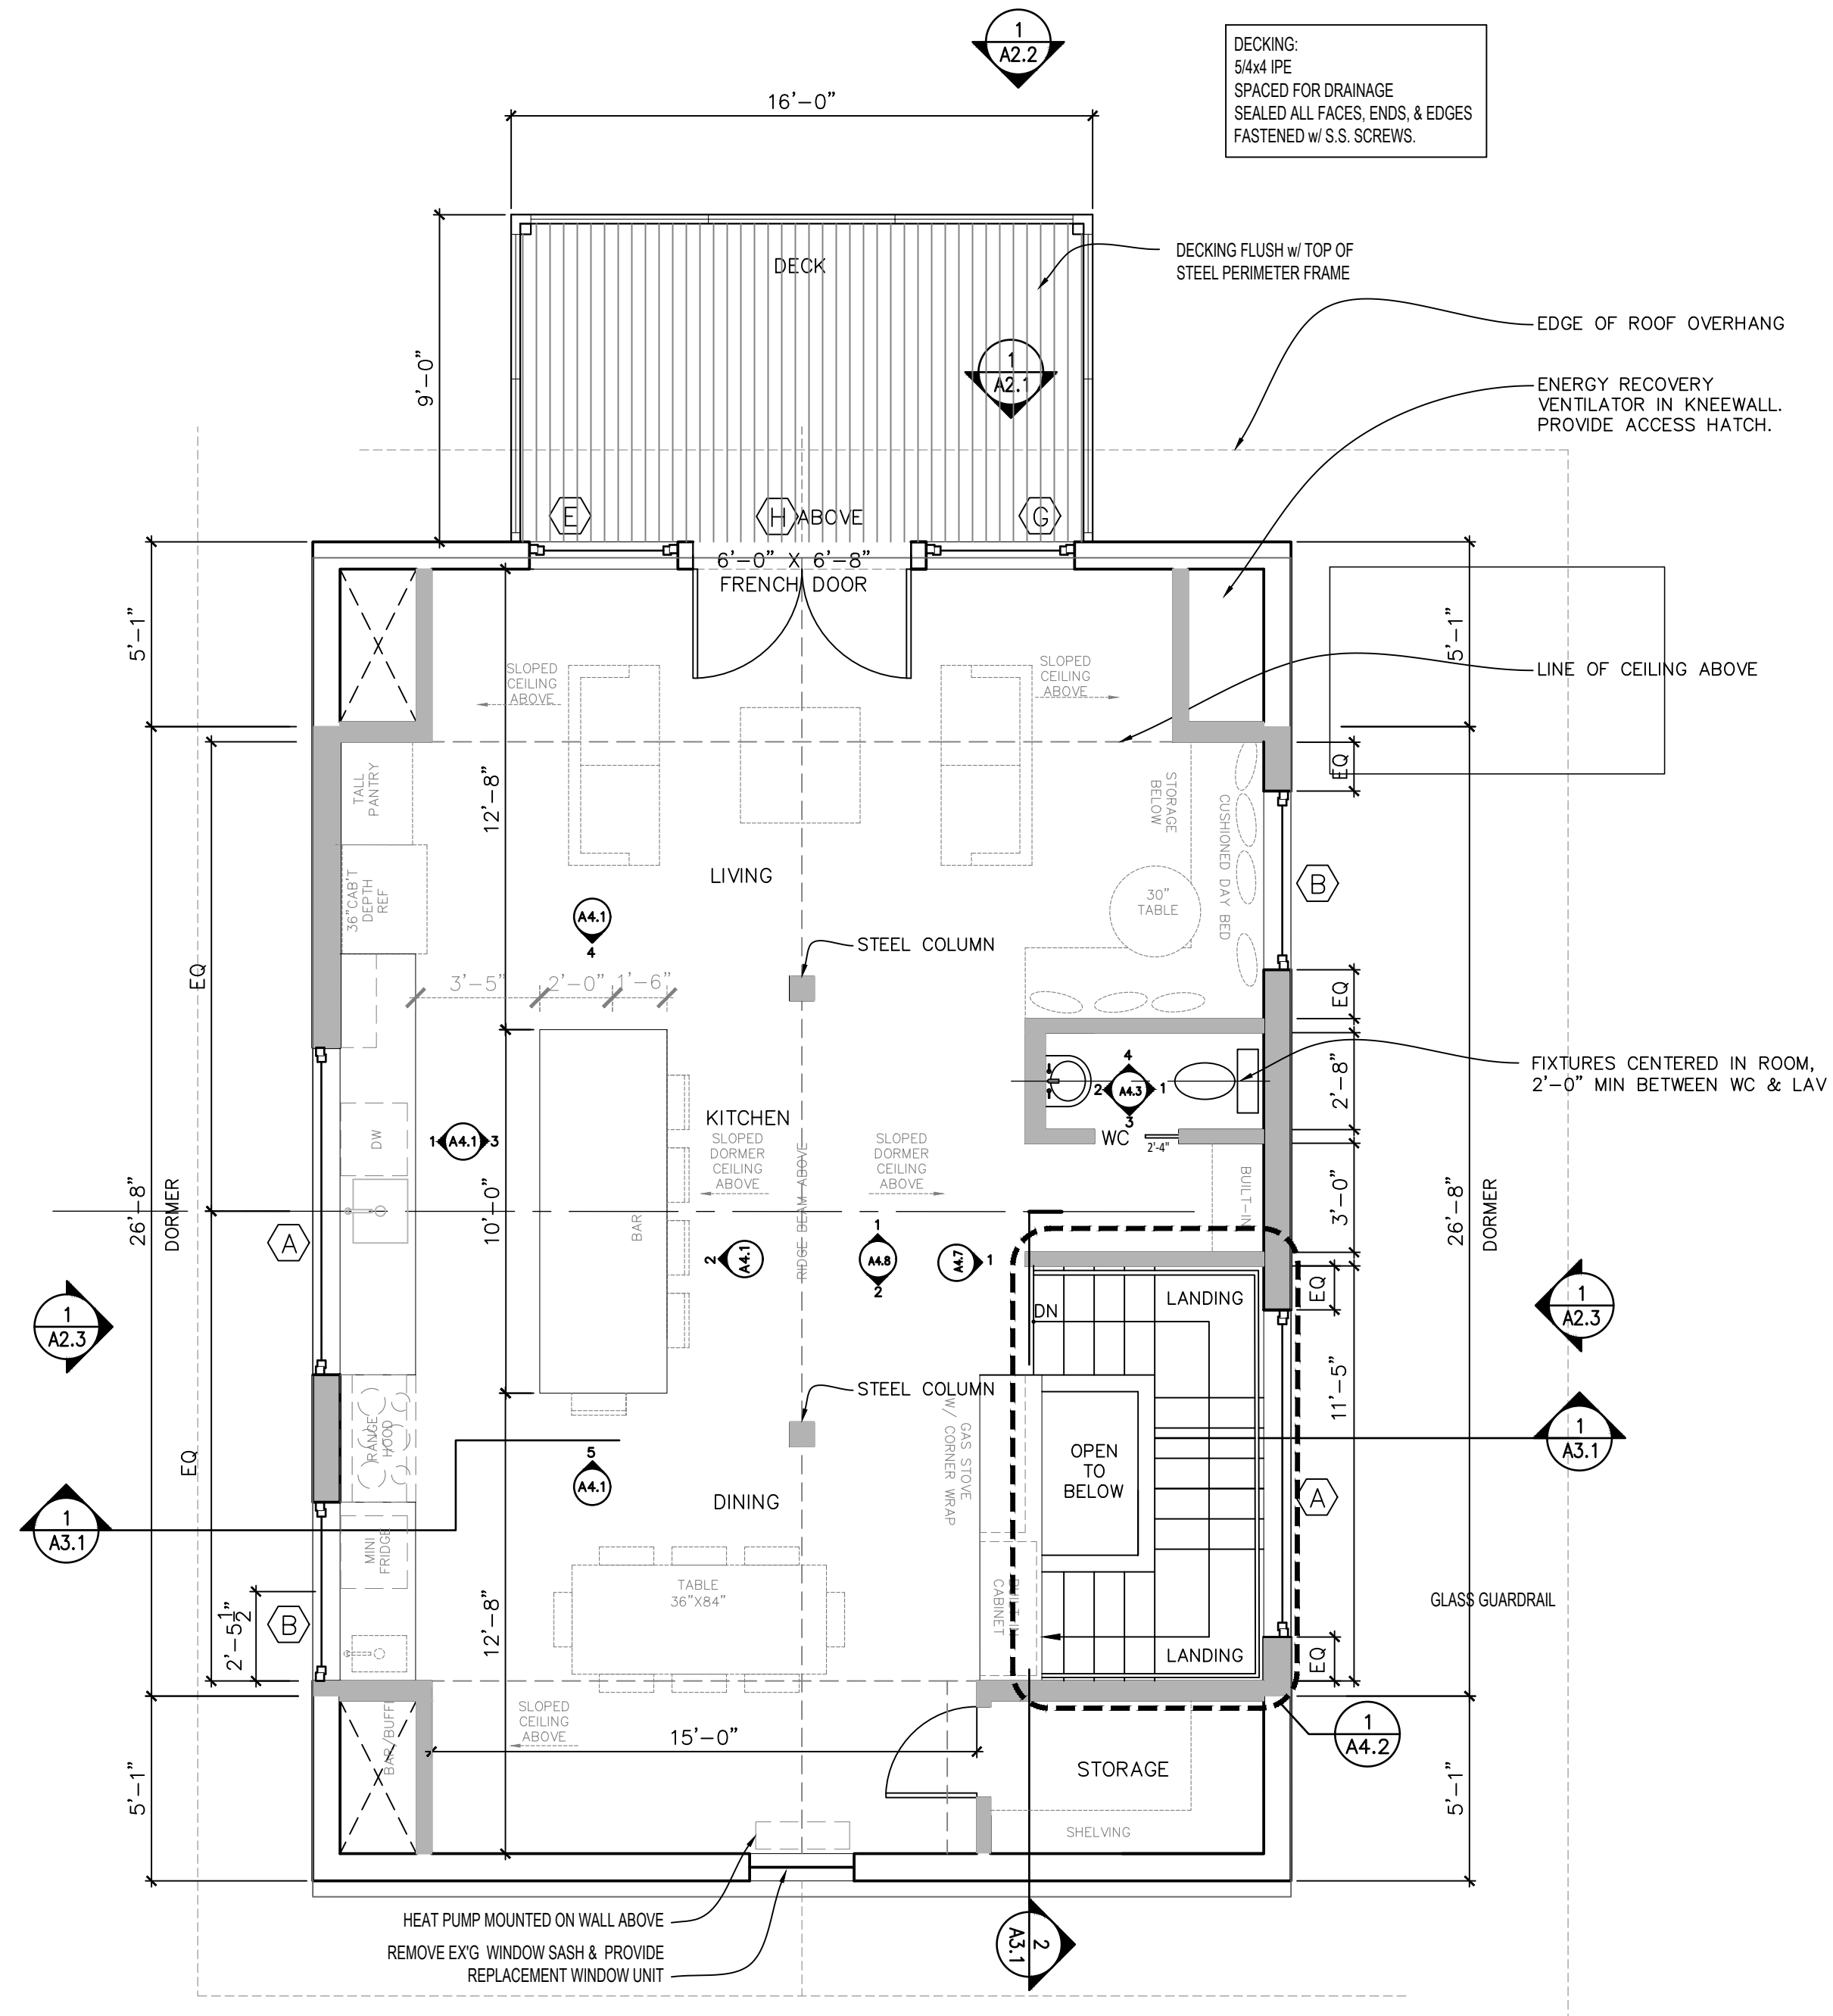 1
A2.2
DECKING:
5/4x4 IPE
SPACED FOR DRAINAGE
SEALED ALL FACES, ENDS, & EDGES
FASTENED w/ S.S. SCREWS.
16'-0"
DECK
DECKING FLUSH w/ TOP OF
STEEL PERIMETER FRAME
9'-0"
1
A2.1
EDGE OF ROOF OVERHANG
ENERGY RECOVERY
VENTILATOR IN KNEEWALL.
PROVIDE ACCESS HATCH.
E
H ABOVE
G
6'-0" X 6'-8"
FRENCH DOOR
5'-1"
5'-1"
SLOPED
CEILING
ABOVE
SLOPED
CEILING
ABOVE
LINE OF CEILING ABOVE
TALL
PANTRY
12'-8"
STORAGE
BELOW
CUSHIONED DAY BED
EQ
36"CAB'T
DEPTH
REF
LIVING
30"
TABLE
B
A4.1
4
STEEL COLUMN
EQ
3'-5"
2'-0"
1'-6"
EQ
FIXTURES CENTERED IN ROOM,
2'-0" MIN BETWEEN WC & LAV
4
2
A4.3
1
3
2'-8"
KITCHEN
DW
1
A4.1
3
SLOPED
DORMER
CEILING
ABOVE
RIDGE BEAM ABOVE
SLOPED
DORMER
CEILING
ABOVE
WC
2'-4"
BUILT-IN
3'-0"
26'-8"
DORMER
26'-8"
DORMER
A
10'-0"
BAR
2
A4.1
1
A4.8
2
A4.7
1
EQ
LANDING
DN
1
A2.3
1
A2.3
11'-5"
STEEL COLUMN
RANGE
HOOD
GAS STOVE
W/ CORNER WRAP
OPEN
TO
BELOW
1
A3.1
EQ
5
A4.1
DINING
A
1
A3.1
MINI
FRIDGE
TABLE
36"X84"
BUILT-IN
CABINET
GLASS GUARDRAIL
2'-5 1/2"
B
12'-8"
LANDING
EQ
BAR/BUFF
SLOPED
CEILING
ABOVE
15'-0"
1
A4.2
STORAGE
5'-1"
5'-1"
SHELVING
HEAT PUMP MOUNTED ON WALL ABOVE
REMOVE EX'G WINDOW SASH & PROVIDE
REPLACEMENT WINDOW UNIT
2
A3.1